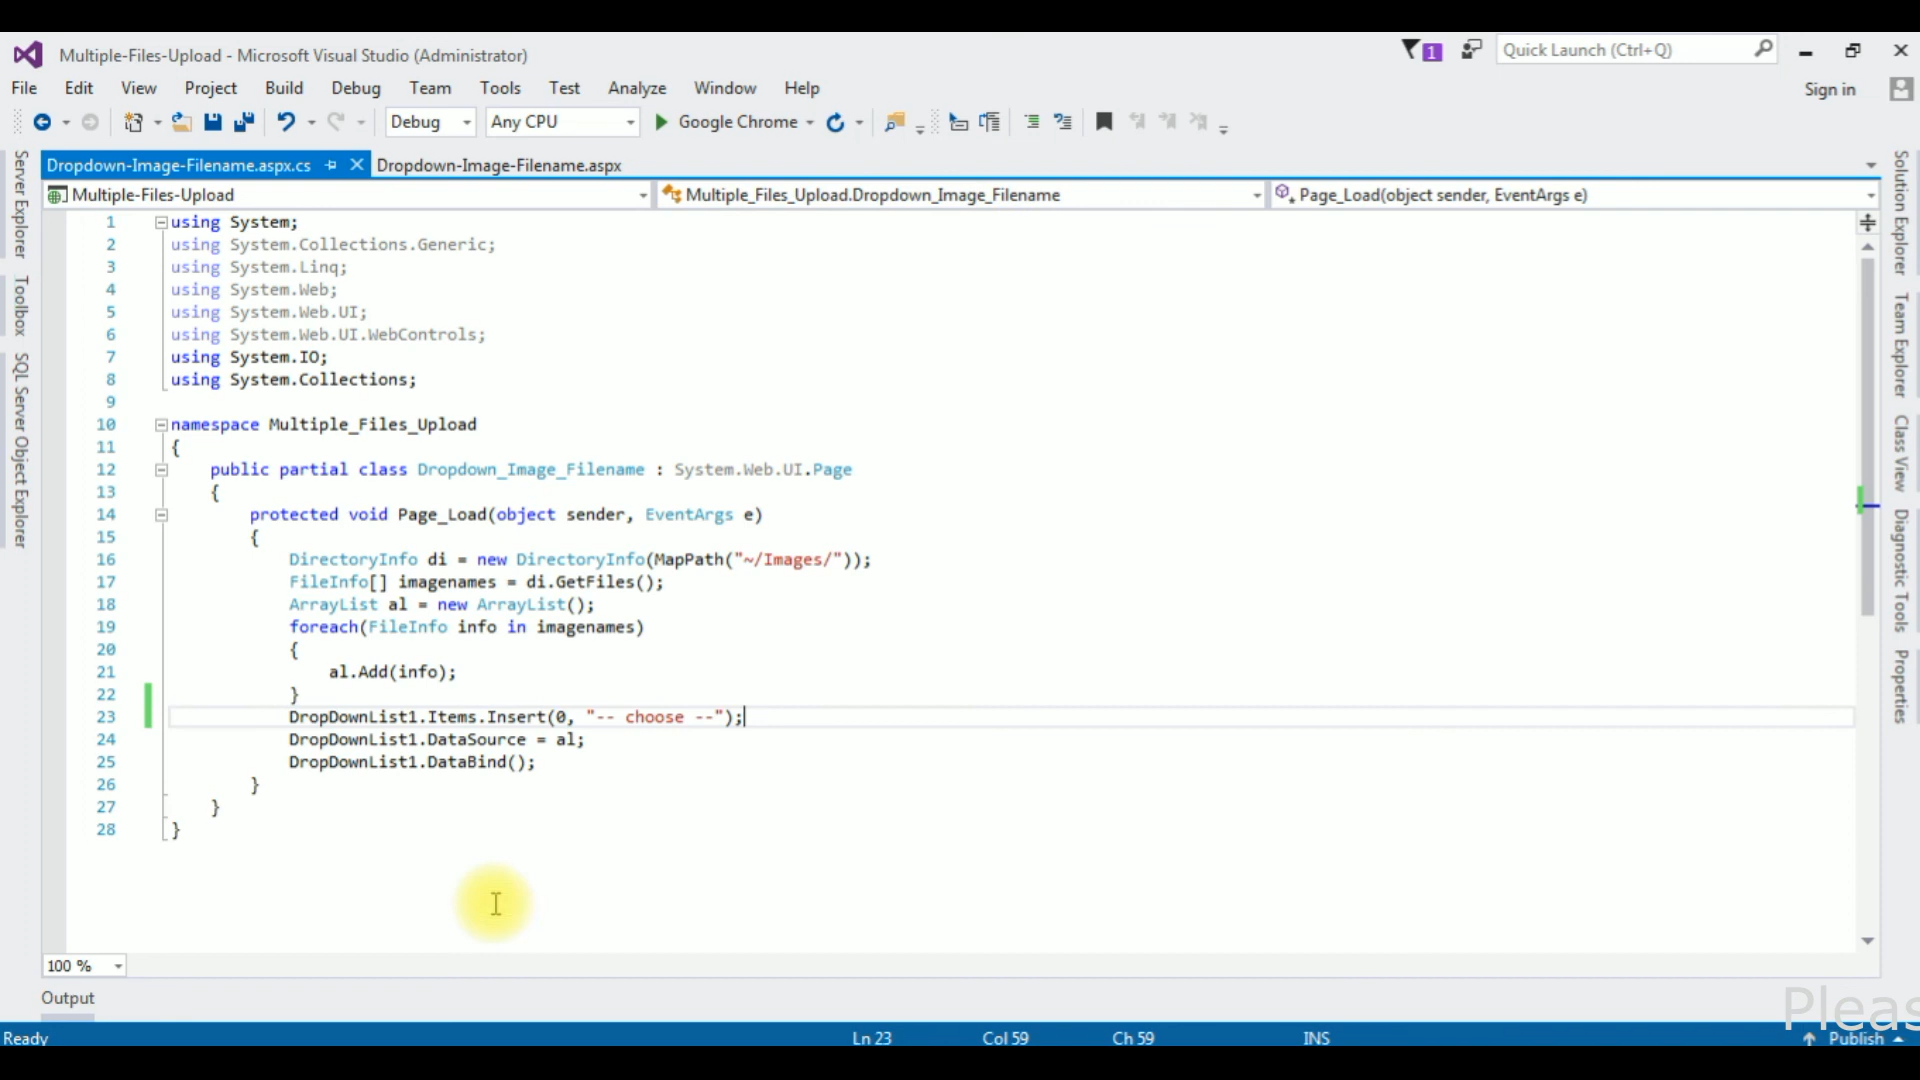 Multiple-Files-Upload - Microsoft Visual Studio (Administrator)
1
Quick Launch (Ctrl+Q)
File Edit View Project Build Debug Team Tools Test Analyze Window Help
Sign in
Debug
Any CPU
Google Chrome
Dropdown-Image-Filename.aspx.cs
Dropdown-Image-Filename.aspx
Multiple-Files-Upload
Multiple_Files_Upload.Dropdown_Image_Filename
Page_Load(object sender, EventArgs e)
Server Explorer
Toolbox
SQL Server Object Explorer
1 using System;
2 using System.Collections.Generic;
3 using System.Linq;
4 using System.Web;
5 using System.Web.UI;
6 using System.Web.UI.WebControls;
7 using System.IO;
8 using System.Collections;
9
10 namespace Multiple_Files_Upload
11 {
12 public partial class Dropdown_Image_Filename : System.Web.UI.Page
13 {
14 protected void Page_Load(object sender, EventArgs e)
15 {
16 DirectoryInfo di = new DirectoryInfo(MapPath("~/Images/"));
17 FileInfo[] imagenames = di.GetFiles();
18 ArrayList al = new ArrayList();
19 foreach(FileInfo info in imagenames)
20 {
21 al.Add(info);
22 }
23 DropDownList1.Items.Insert(0, "-- choose --");
24 DropDownList1.DataSource = al;
25 DropDownList1.DataBind();
26 }
27 }
28 }
Solution Explorer
Team Explorer
Class View
Diagnostic Tools
Properties
100 %
Output
Pleas
Ready
Ln 23
Col 59
Ch 59
INS
Publish